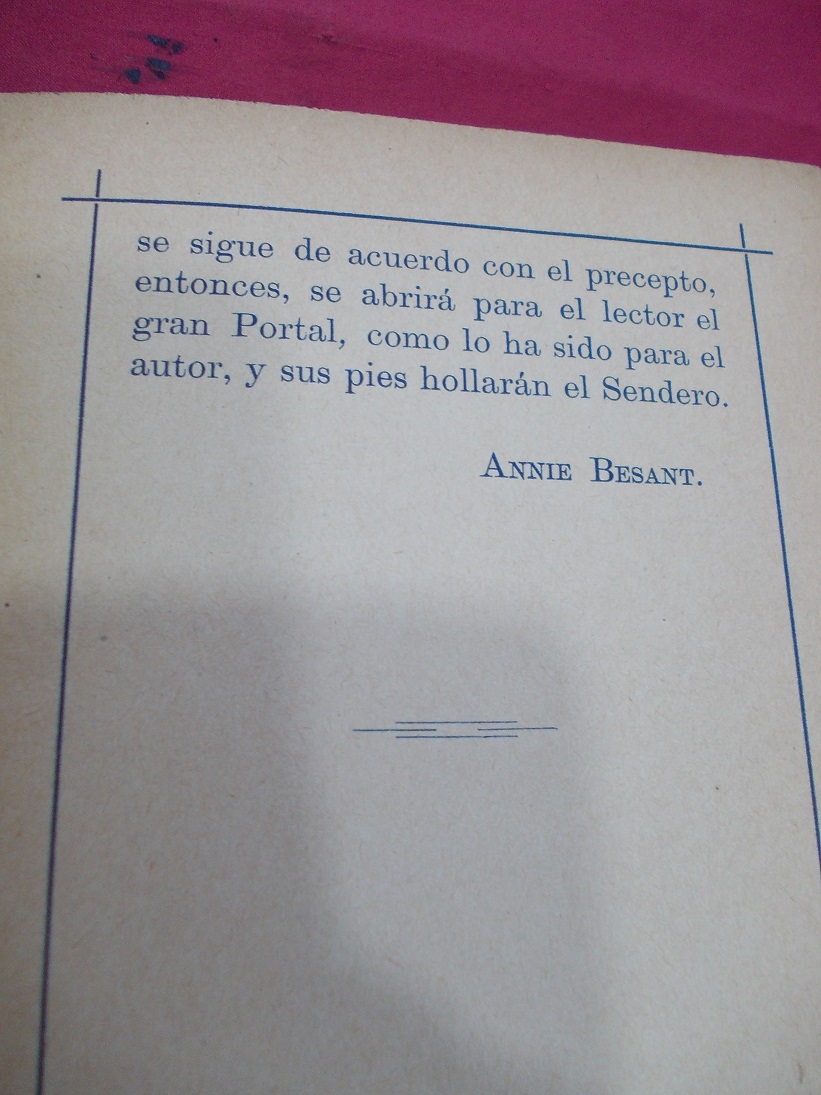 se sigue de acuerdo con el precepto,
entonces, se abrirá para el lector el
gran Portal, como lo ha sido para el
autor, y sus pies hollarán el Sendero.
ANNIE BESANT.